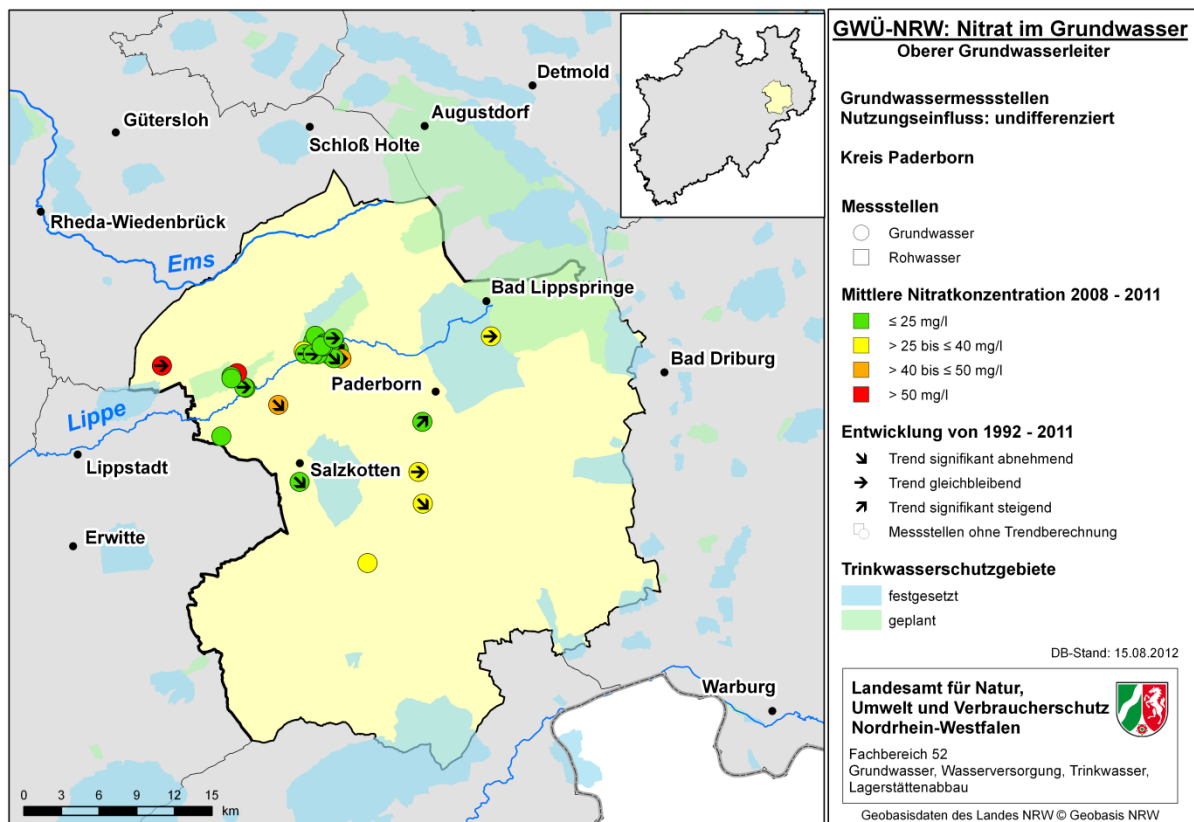 Detmold
Gütersloh
Augustdorf
Schloß Holte
Rheda-Wiedenbrück
Ems
Bad Lippspringe
Bad Driburg
Paderborn
Lippe
Lippstadt
Salzkotten
Erwitte
Warburg
0 3 6 9 12 15
km
GWÜ-NRW: Nitrat im Grundwasser
Oberer Grundwasserleiter
Grundwassermessstellen
Nutzungseinfluss: undifferenziert
Kreis Paderborn
Messstellen
Grundwasser
Rohwasser
Mittlere Nitratkonzentration 2008 - 2011
≤ 25 mg/l
> 25 bis ≤ 40 mg/l
> 40 bis ≤ 50 mg/l
> 50 mg/l
Entwicklung von 1992 - 2011
Trend signifikant abnehmend
Trend gleichbleibend
Trend signifikant steigend
Messstellen ohne Trendberechnung
Trinkwasserschutzgebiete
festgesetzt
geplant
DB-Stand: 15.08.2012
Landesamt für Natur,
Umwelt und Verbraucherschutz
Nordrhein-Westfalen
Fachbereich 52
Grundwasser, Wasserversorgung, Trinkwasser,
Lagerstättenabbau
Geobasisdaten des Landes NRW © Geobasis NRW